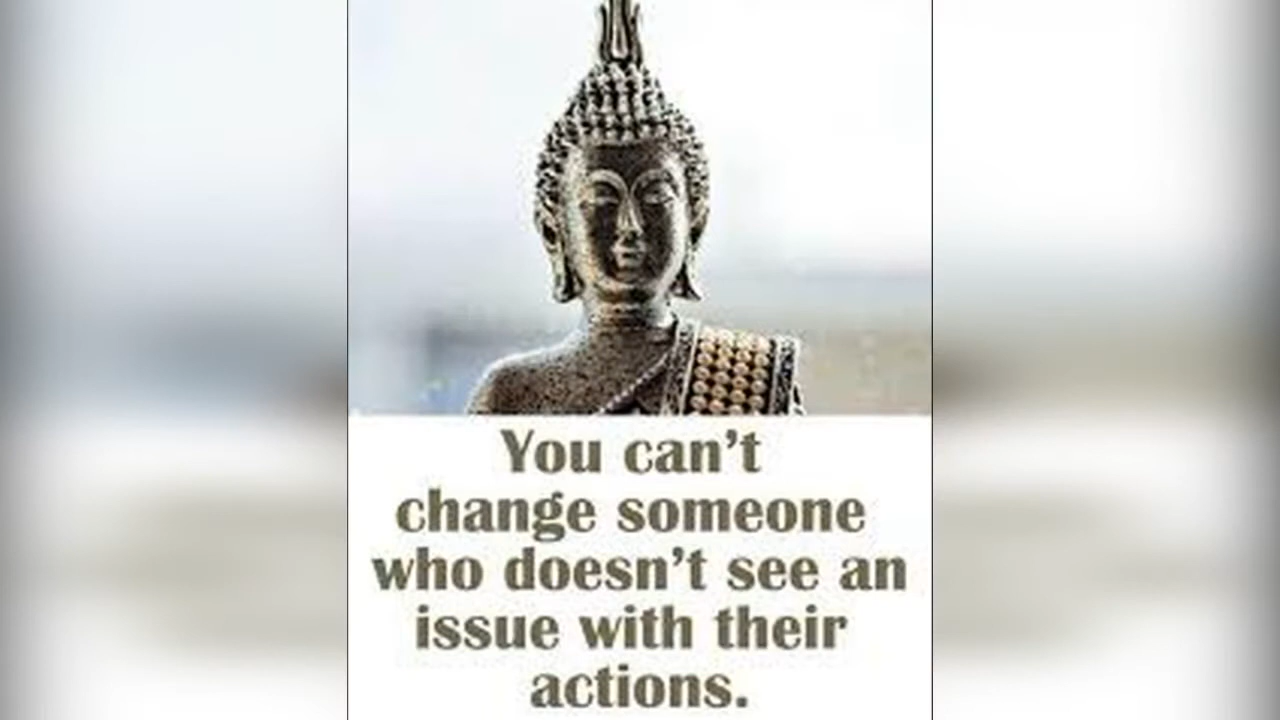 You can't
change someone
who doesn't see an
issue with their
actions.